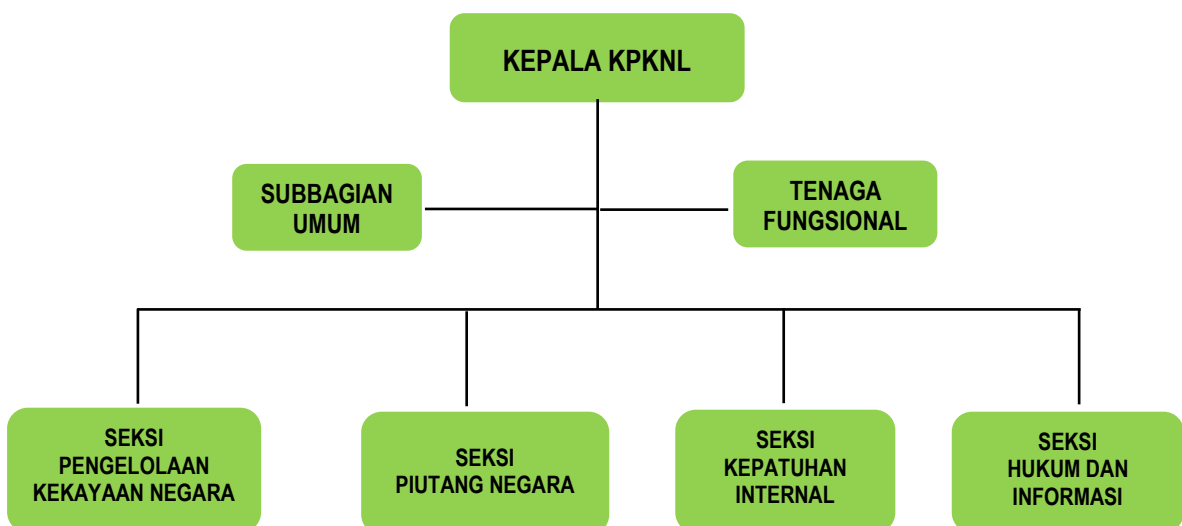 KEPALA KPKNL
SUBBAGIAN
UMUM
TENAGA
FUNGSIONAL
SEKSI
PENGELOLAAN
KEKAYAAN NEGARA
SEKSI
PIUTANG NEGARA
SEKSI
KEPATUHAN
INTERNAL
SEKSI
HUKUM DAN
INFORMASI